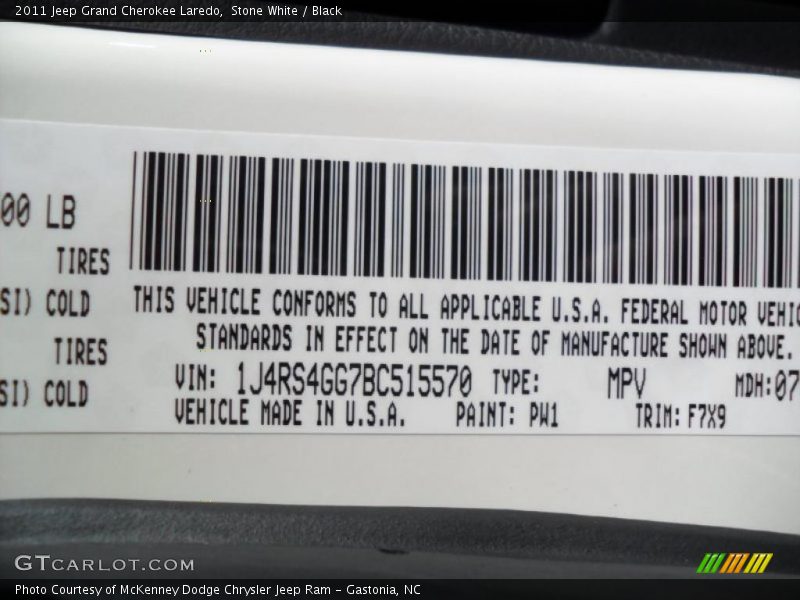 2011 Jeep Grand Cherokee Laredo, Stone White / Black
00 LB
TIRES
SI) COLD
THIS VEHICLE CONFORMS TO ALL APPLICABLE U.S.A. FEDERAL MOTOR VEHIC
STANDARDS IN EFFECT ON THE DATE OF MANUFACTURE SHOWN ABOVE.
TIRES
SI) COLD
VIN: 1J4RS4GG7BC515570 TYPE: MPV MDH:07
VEHICLE MADE IN U.S.A. PAINT: PW1 TRIM: F7X9
GTCARLOT.COM
Photo Courtesy of McKenney Dodge Chrysler Jeep Ram - Gastonia, NC